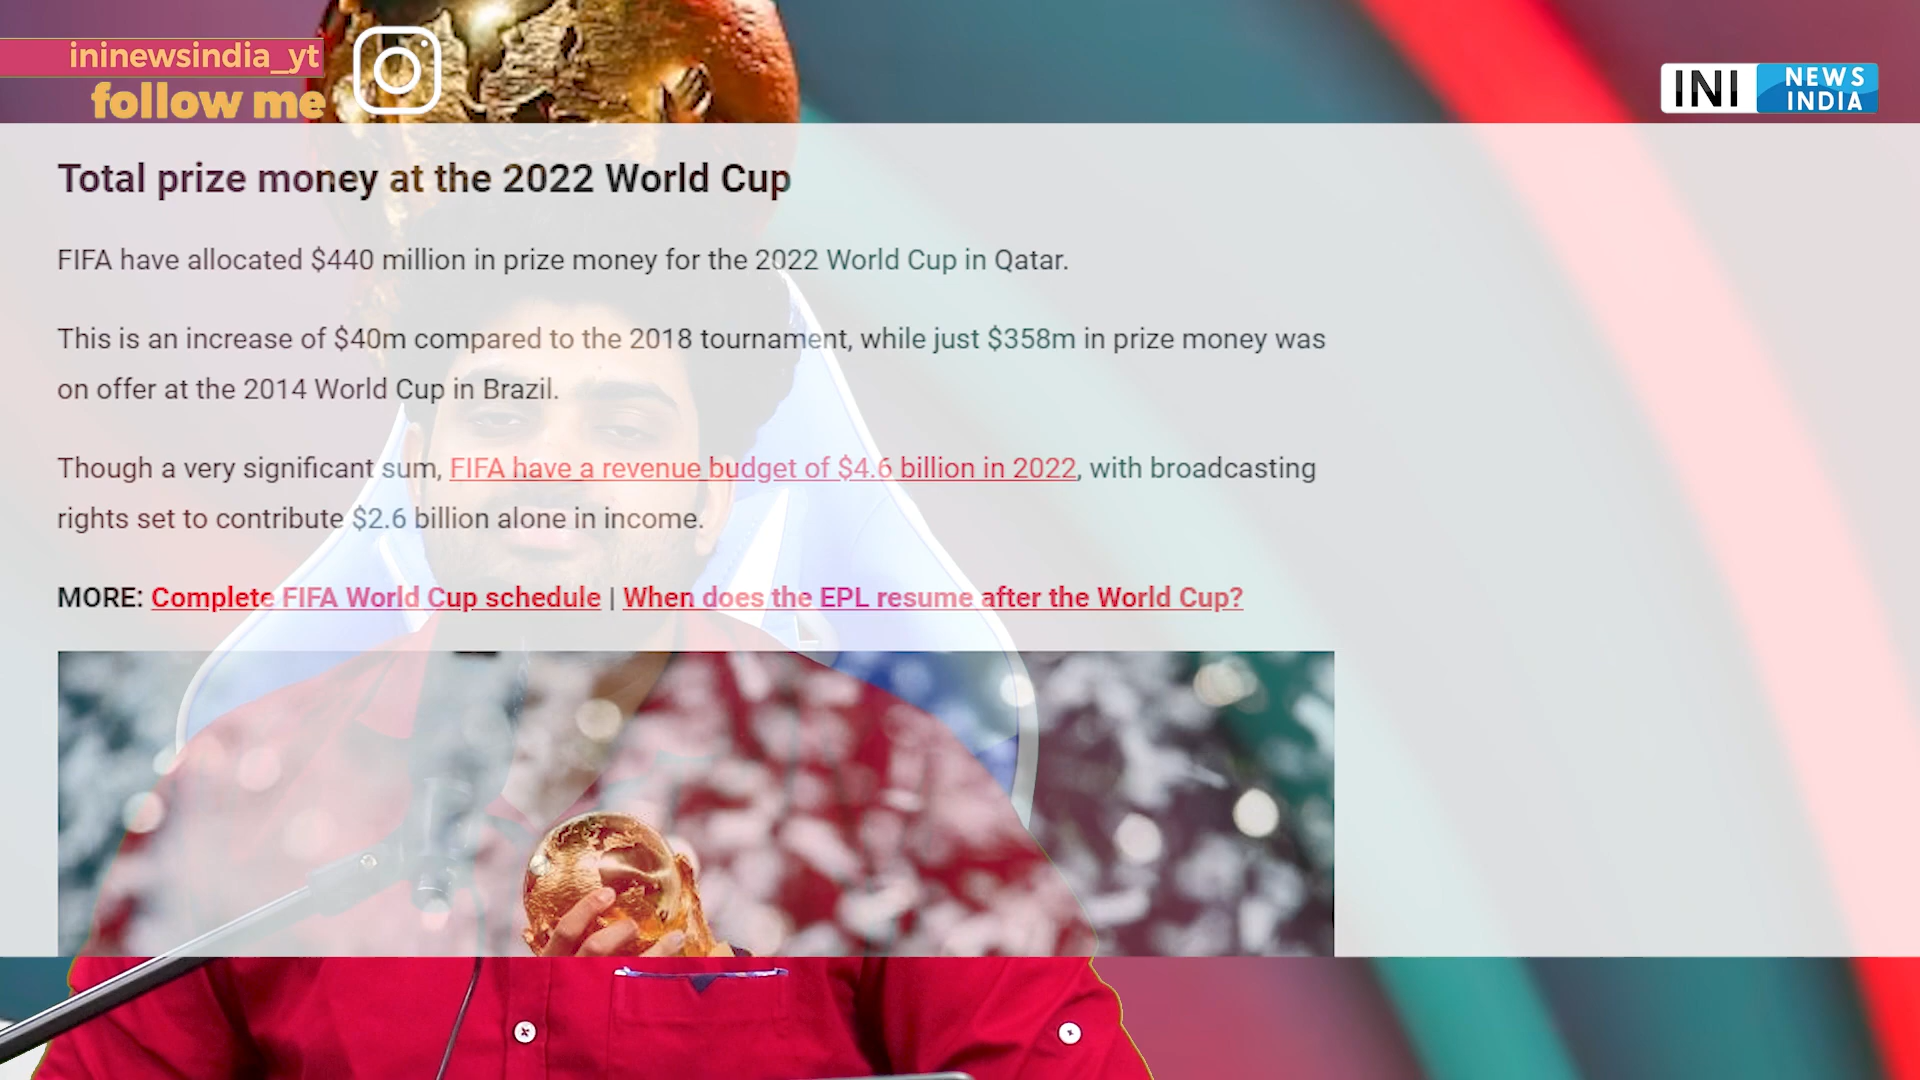 ininewsindia_yt
follow me
INI NEWS
INDIA
Total prize money at the 2022 World Cup
FIFA have allocated $440 million in prize money for the 2022 World Cup in Qatar.
This is an increase of $40m compared to the 2018 tournament, while just $358m in prize money was
on offer at the 2014 World Cup in Brazil.
Though a very significant sum, FIFA have a revenue budget of $4.6 billion in 2022, with broadcasting
rights set to contribute $2.6 billion alone in income.
MORE: Complete FIFA World Cup schedule | When does the EPL resume after the World Cup?